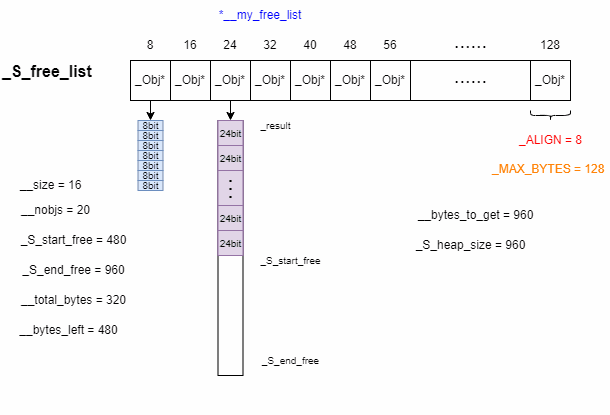 *__my_free_list
8 16 24 32 40 48 56 ...... 128
_S_free_list
_Obj* _Obj* _Obj* _Obj* _Obj* _Obj* _Obj* ...... _Obj*
8bit
8bit
8bit
8bit
8bit
8bit
8bit
24bit
24bit
24bit
24bit
_result
_ALIGN = 8
_MAX_BYTES = 128
__size = 16
__nobjs = 20
_S_start_free = 480
_S_end_free = 960
__total_bytes = 320
__bytes_left = 480
__bytes_to_get = 960
_S_heap_size = 960
_S_start_free
_S_end_free